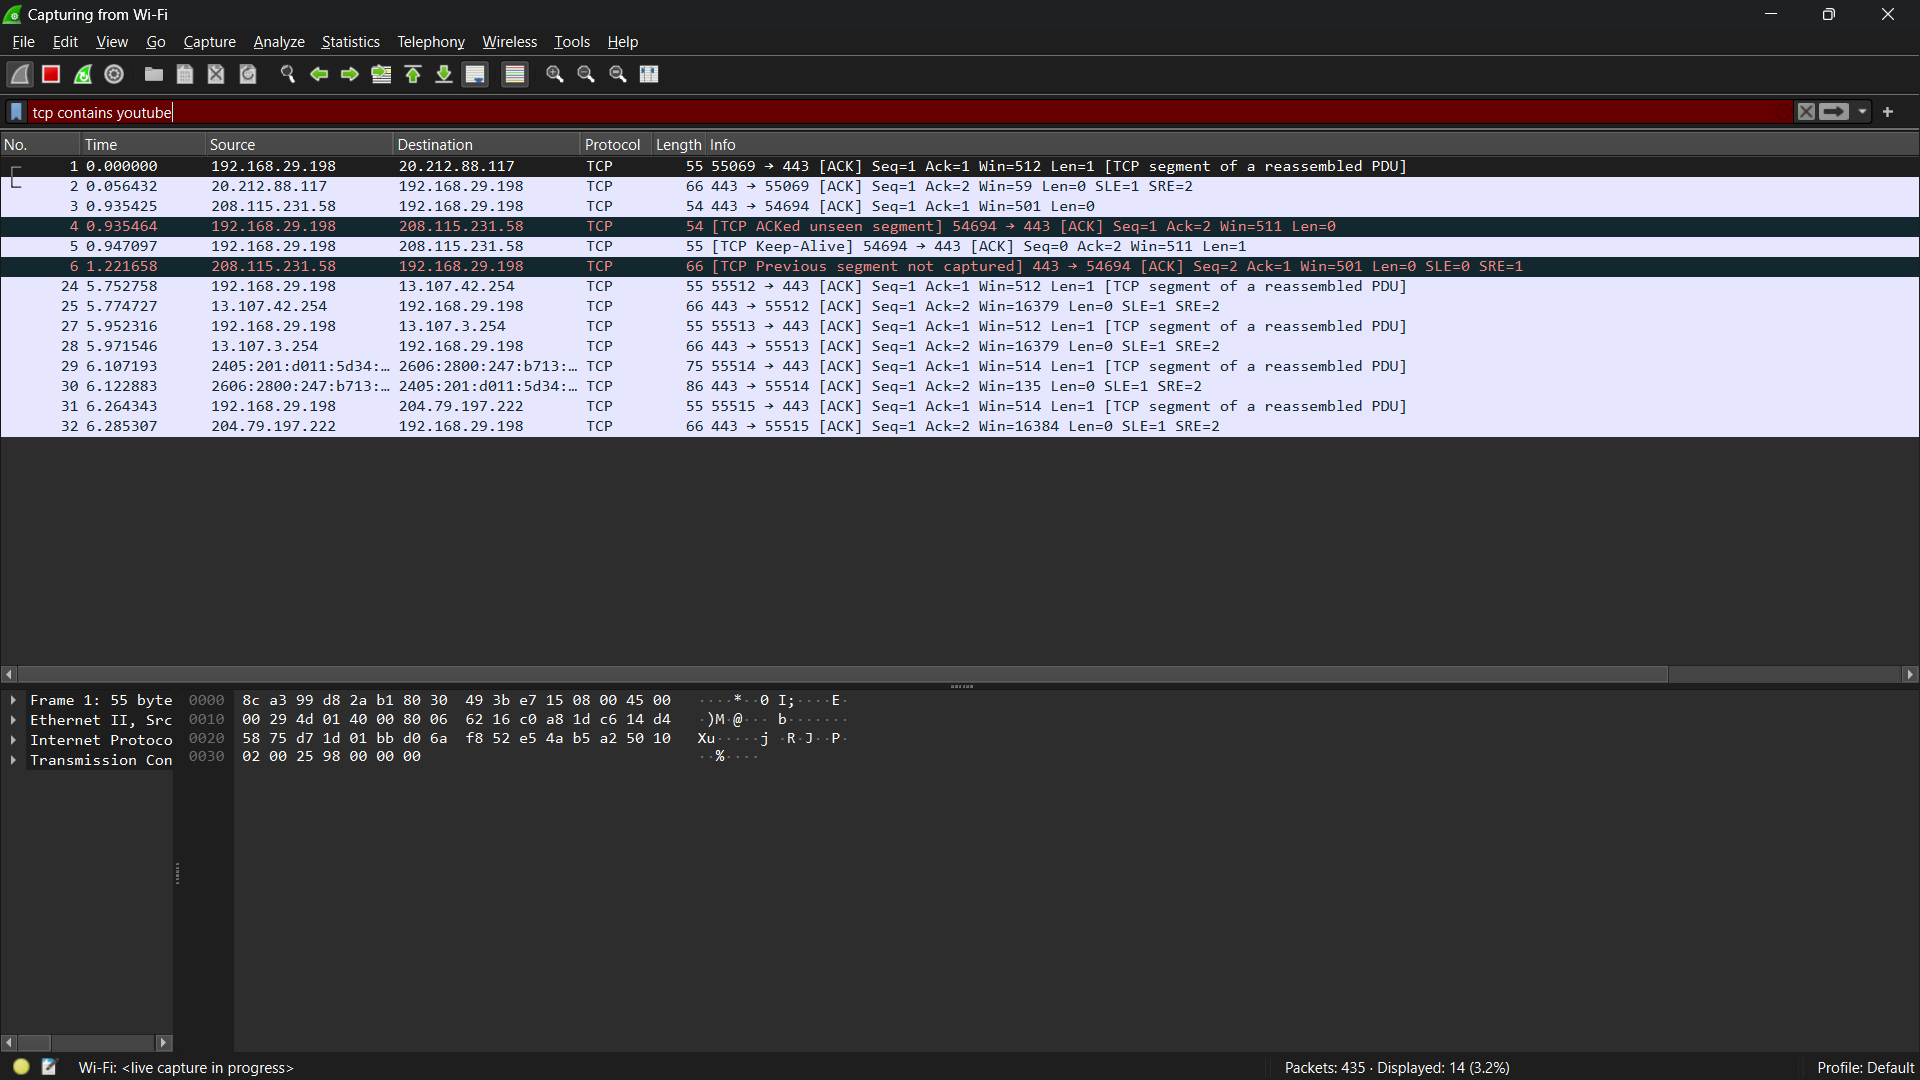 Capturing from Wi-Fi
File Edit View Go Capture Analyze Statistics Telephony Wireless Tools Help
tcp contains youtube
No. Time Source Destination Protocol Length Info
1 0.000000 192.168.29.198 20.212.88.117 TCP 55 55069 → 443 [ACK] Seq=1 Ack=1 Win=512 Len=1 [TCP segment of a reassembled PDU]
2 0.056432 20.212.88.117 192.168.29.198 TCP 66 443 → 55069 [ACK] Seq=1 Ack=2 Win=59 Len=0 SLE=1 SRE=2
3 0.935425 208.115.231.58 192.168.29.198 TCP 54 443 → 54694 [ACK] Seq=1 Ack=1 Win=501 Len=0
4 0.935464 192.168.29.198 208.115.231.58 TCP 54 [TCP ACKed unseen segment] 54694 → 443 [ACK] Seq=1 Ack=2 Win=511 Len=0
5 0.947097 192.168.29.198 208.115.231.58 TCP 55 [TCP Keep-Alive] 54694 → 443 [ACK] Seq=0 Ack=2 Win=511 Len=1
6 1.221658 208.115.231.58 192.168.29.198 TCP 66 [TCP Previous segment not captured] 443 → 54694 [ACK] Seq=2 Ack=1 Win=501 Len=0 SLE=0 SRE=1
24 5.752758 192.168.29.198 13.107.42.254 TCP 55 55512 → 443 [ACK] Seq=1 Ack=1 Win=512 Len=1 [TCP segment of a reassembled PDU]
25 5.774727 13.107.42.254 192.168.29.198 TCP 66 443 → 55512 [ACK] Seq=1 Ack=2 Win=16379 Len=0 SLE=1 SRE=2
27 5.952316 192.168.29.198 13.107.3.254 TCP 55 55513 → 443 [ACK] Seq=1 Ack=1 Win=512 Len=1 [TCP segment of a reassembled PDU]
28 5.971546 13.107.3.254 192.168.29.198 TCP 66 443 → 55513 [ACK] Seq=1 Ack=2 Win=16379 Len=0 SLE=1 SRE=2
29 6.107193 2405:201:d011:5d34:… 2606:2800:247:b713:… TCP 75 55514 → 443 [ACK] Seq=1 Ack=1 Win=514 Len=1 [TCP segment of a reassembled PDU]
30 6.122883 2606:2800:247:b713:… 2405:201:d011:5d34:… TCP 86 443 → 55514 [ACK] Seq=1 Ack=2 Win=135 Len=0 SLE=1 SRE=2
31 6.264343 192.168.29.198 204.79.197.222 TCP 55 55515 → 443 [ACK] Seq=1 Ack=1 Win=514 Len=1 [TCP segment of a reassembled PDU]
32 6.285307 204.79.197.222 192.168.29.198 TCP 66 443 → 55515 [ACK] Seq=1 Ack=2 Win=16384 Len=0 SLE=1 SRE=2
Frame 1: 55 byte
Ethernet II, Src
Internet Protoco
Transmission Con
0000 8c a3 99 d8 2a b1 80 30 49 3b e7 15 08 00 45 00 ····*··0 I;····E·
0010 00 29 4d 01 40 00 80 06 62 16 c0 a8 1d c6 14 d4 ·)M·@··· b·······
0020 58 75 d7 1d 01 bb d0 6a f8 52 e5 4a b5 a2 50 10 Xu·····j ·R·J··P·
0030 02 00 25 98 00 00 00 ··%····
Wi-Fi: <live capture in progress> Packets: 435 · Displayed: 14 (3.2%) Profile: Default